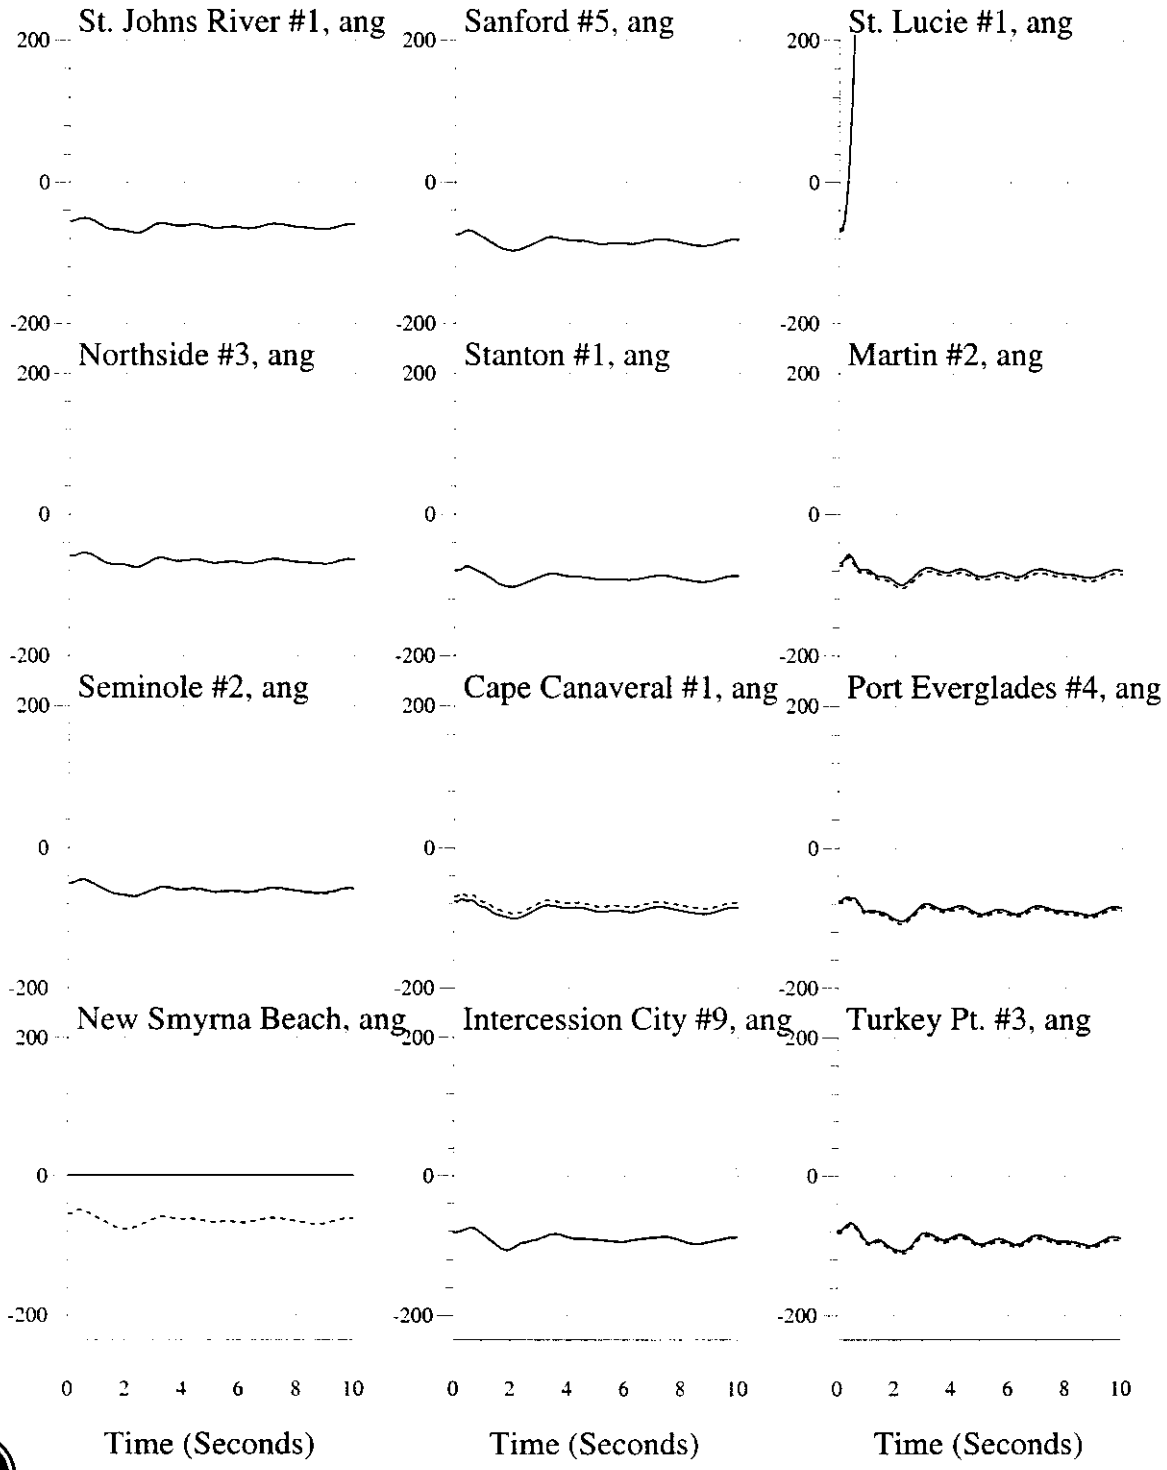 St. Johns River #1, ang
200
0
-200
Sanford #5, ang
200
0
-200
St. Lucie #1, ang
200
0
-200
Northside #3, ang
200
0
-200
Stanton #1, ang
200
0
-200
Martin #2, ang
200
0
-200
Seminole #2, ang
200
0
-200
Cape Canaveral #1, ang
200
0
-200
Port Everglades #4, ang
200
0
-200
New Smyrna Beach, ang
200
0
-200
0 2 4 6 8 10
Time (Seconds)
Intercession City #9, ang
200
0
-200
0 2 4 6 8 10
Time (Seconds)
Turkey Pt. #3, ang
200
0
-200
0 2 4 6 8 10
Time (Seconds)